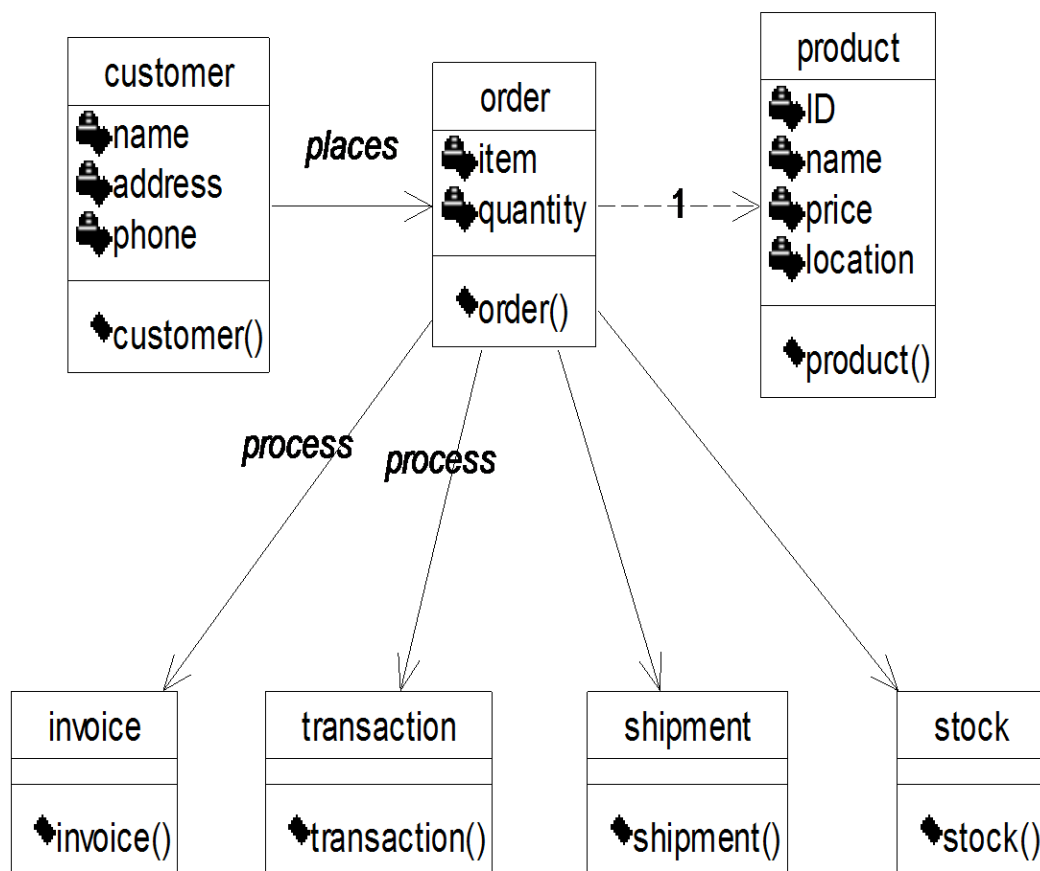 customer
name
address
phone
customer()
places
order
item
quantity
order()
1
product
ID
name
price
location
product()
process
process
invoice
invoice()
transaction
transaction()
shipment
shipment()
stock
stock()